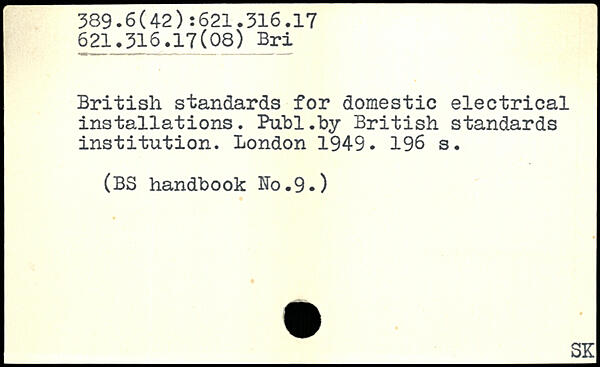 389.6(42):621.316.17
621.316.17(08) Bri
British standards for domestic electrical
installations. Publ.by British standards
institution. London 1949. 196 s.
(BS handbook No.9.)
SK